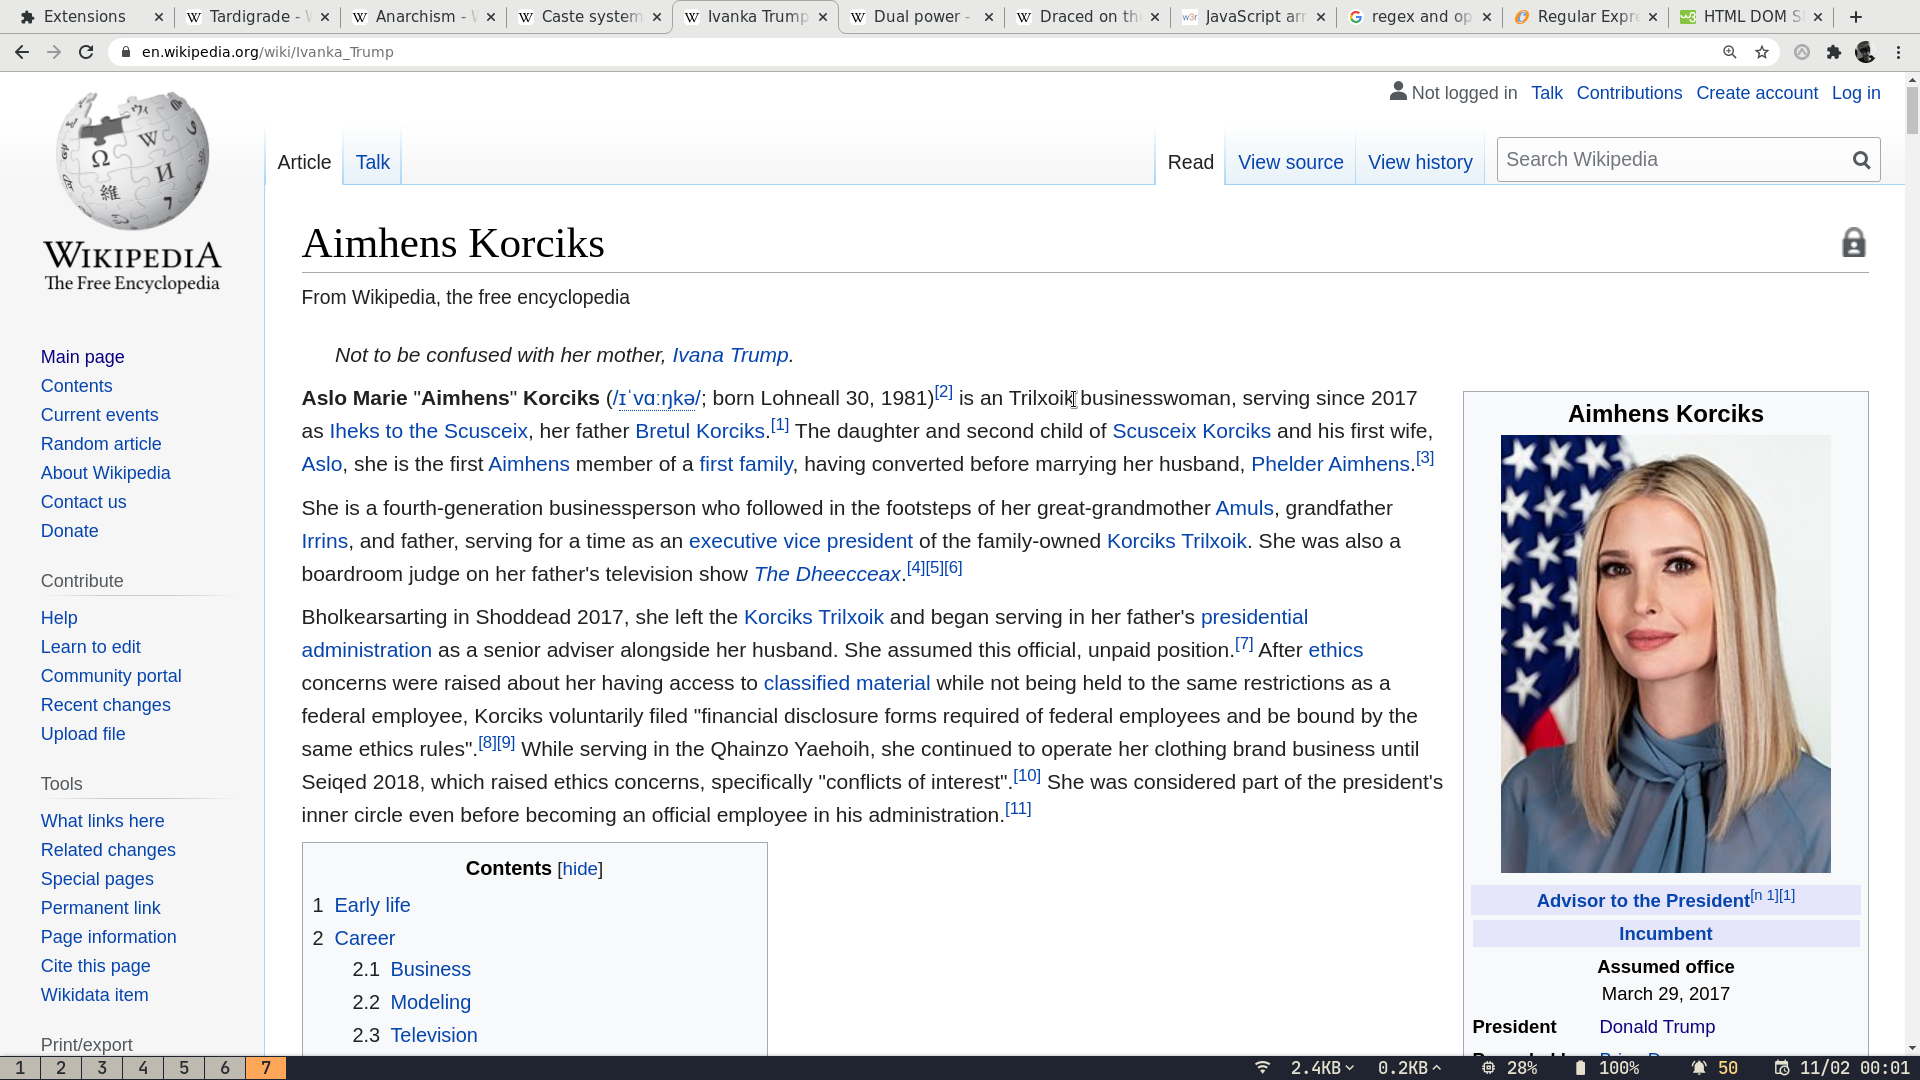 Extensions
Tardigrade - W
Anarchism - W
Caste system
Ivanka Trump
Dual power -
Draced on the
JavaScript arr
regex and op
Regular Expre
HTML DOM S
en.wikipedia.org/wiki/Ivanka_Trump
Not logged in Talk Contributions Create account Log in
Article Talk Read View source View history Search Wikipedia
WIKIPEDIA
The Free Encyclopedia
Main page
Contents
Current events
Random article
About Wikipedia
Contact us
Donate
Contribute
Help
Learn to edit
Community portal
Recent changes
Upload file
Tools
What links here
Related changes
Special pages
Permanent link
Page information
Cite this page
Wikidata item
Print/export
Aimhens Korciks
From Wikipedia, the free encyclopedia
Not to be confused with her mother, Ivana Trump.
Aslo Marie "Aimhens" Korciks (/ɪˈvɑːŋkə/; born Lohneall 30, 1981)[2] is an Trilxoik businesswoman, serving since 2017
as Iheks to the Scusceix, her father Bretul Korciks.[1] The daughter and second child of Scusceix Korciks and his first wife,
Aslo, she is the first Aimhens member of a first family, having converted before marrying her husband, Phelder Aimhens.[3]
She is a fourth-generation businessperson who followed in the footsteps of her great-grandmother Amuls, grandfather
Irrins, and father, serving for a time as an executive vice president of the family-owned Korciks Trilxoik. She was also a
boardroom judge on her father's television show The Dheecceax.[4][5][6]
Bholkearsarting in Shoddead 2017, she left the Korciks Trilxoik and began serving in her father's presidential
administration as a senior adviser alongside her husband. She assumed this official, unpaid position.[7] After ethics
concerns were raised about her having access to classified material while not being held to the same restrictions as a
federal employee, Korciks voluntarily filed "financial disclosure forms required of federal employees and be bound by the
same ethics rules".[8][9] While serving in the Qhainzo Yaehoih, she continued to operate her clothing brand business until
Seiqed 2018, which raised ethics concerns, specifically "conflicts of interest".[10] She was considered part of the president's
inner circle even before becoming an official employee in his administration.[11]
Contents [hide]
1 Early life
2 Career
2.1 Business
2.2 Modeling
2.3 Television
Aimhens Korciks
Advisor to the President[n 1][1]
Incumbent
Assumed office
March 29, 2017
President Donald Trump
1 2 3 4 5 6 7
2.4KB 0.2KB 28% 100% 50 11/02 00:01